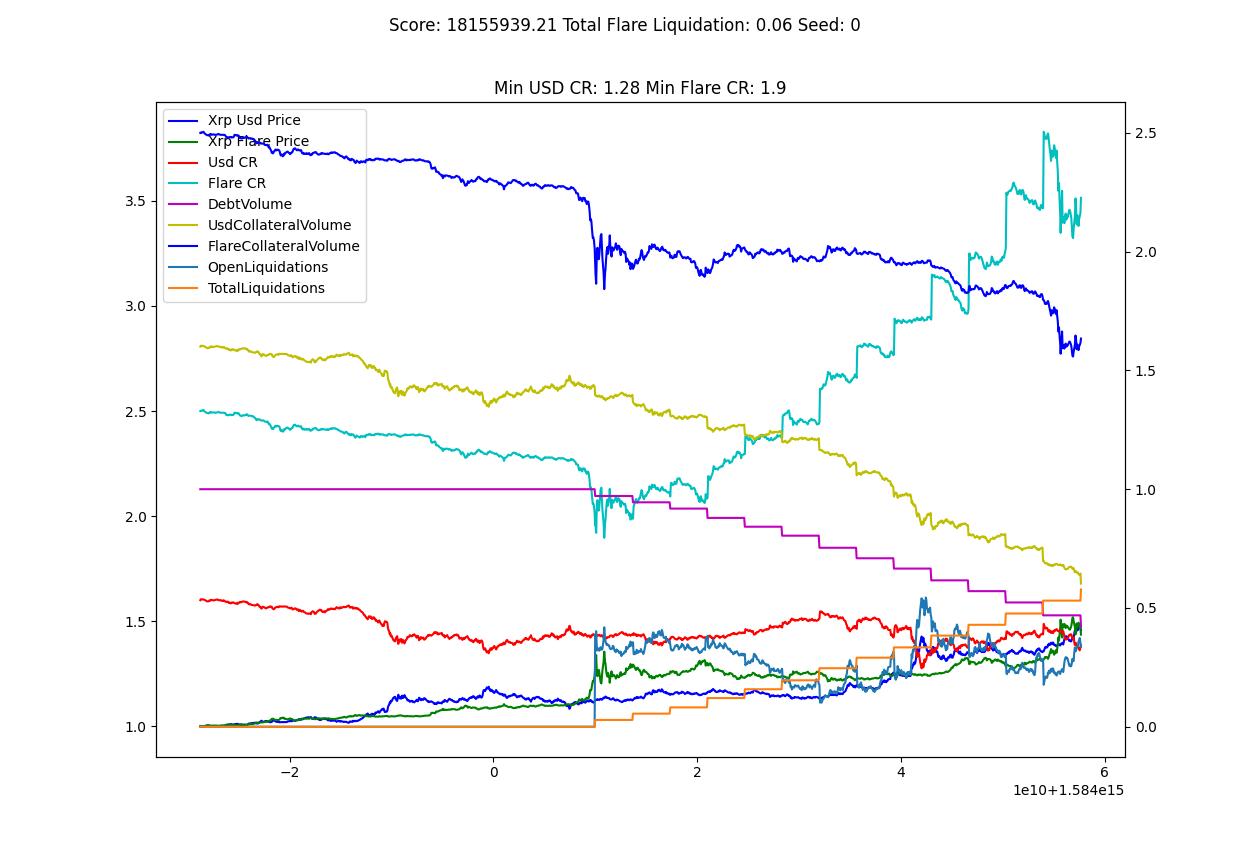 Score: 18155939.21 Total Flare Liquidation: 0.06 Seed: 0
Min USD CR: 1.28 Min Flare CR: 1.9
Xrp Usd Price
Xrp Flare Price
Usd CR
Flare CR
DebtVolume
UsdCollateralVolume
FlareCollateralVolume
OpenLiquidations
TotalLiquidations
3.5
3.0
2.5
2.0
1.5
1.0
2.5
2.0
1.5
1.0
0.5
0.0
−2
0
2
4
6
1e10+1.584e15